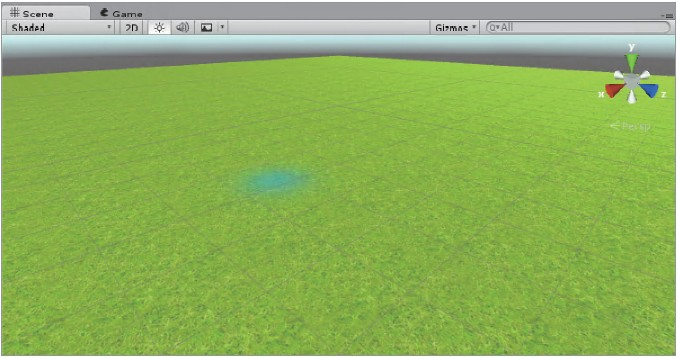 Scene
Game
Shaded
2D
Gizmos
All
y
x
z
Persp